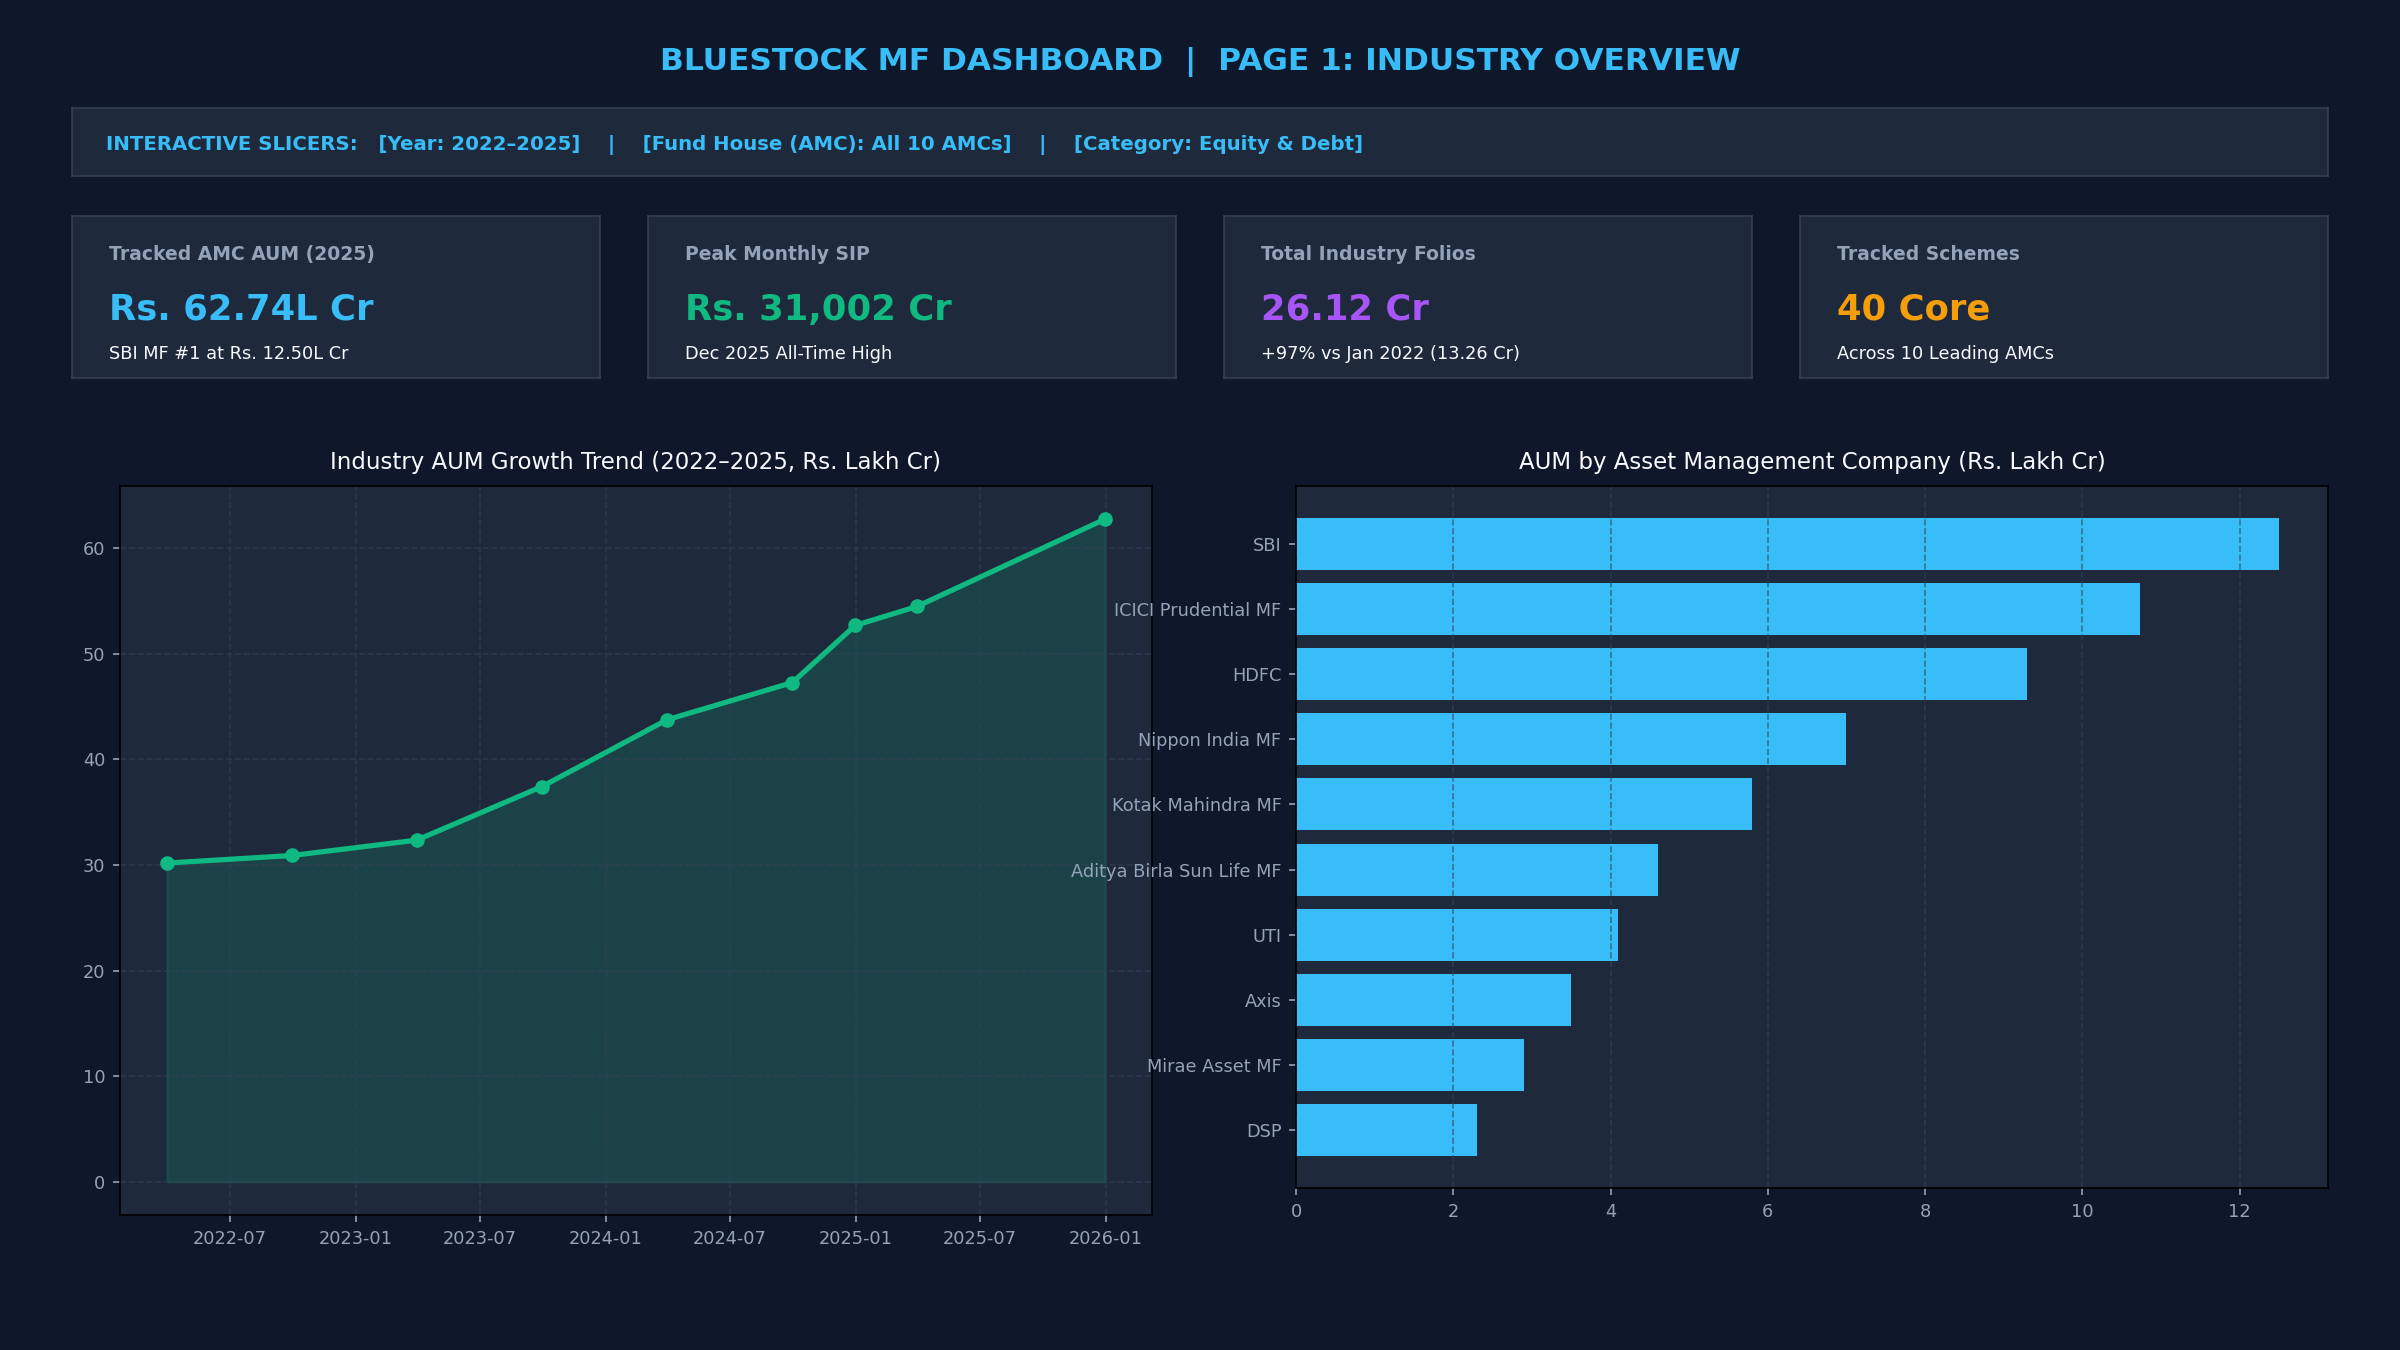 BLUESTOCK MF DASHBOARD | PAGE 1: INDUSTRY OVERVIEW
INTERACTIVE SLICERS: [Year: 2022–2025] | [Fund House (AMC): All 10 AMCs] | [Category: Equity & Debt]
Tracked AMC AUM (2025)
Rs. 62.74L Cr
SBI MF #1 at Rs. 12.50L Cr
Peak Monthly SIP
Rs. 31,002 Cr
Dec 2025 All-Time High
Total Industry Folios
26.12 Cr
+97% vs Jan 2022 (13.26 Cr)
Tracked Schemes
40 Core
Across 10 Leading AMCs
Industry AUM Growth Trend (2022–2025, Rs. Lakh Cr)
60
50
40
30
20
10
0
2022-07 2023-01 2023-07 2024-01 2024-07 2025-01 2025-07 2026-01
AUM by Asset Management Company (Rs. Lakh Cr)
SBI
ICICI Prudential MF
HDFC
Nippon India MF
Kotak Mahindra MF
Aditya Birla Sun Life MF
UTI
Axis
Mirae Asset MF
DSP
0 2 4 6 8 10 12